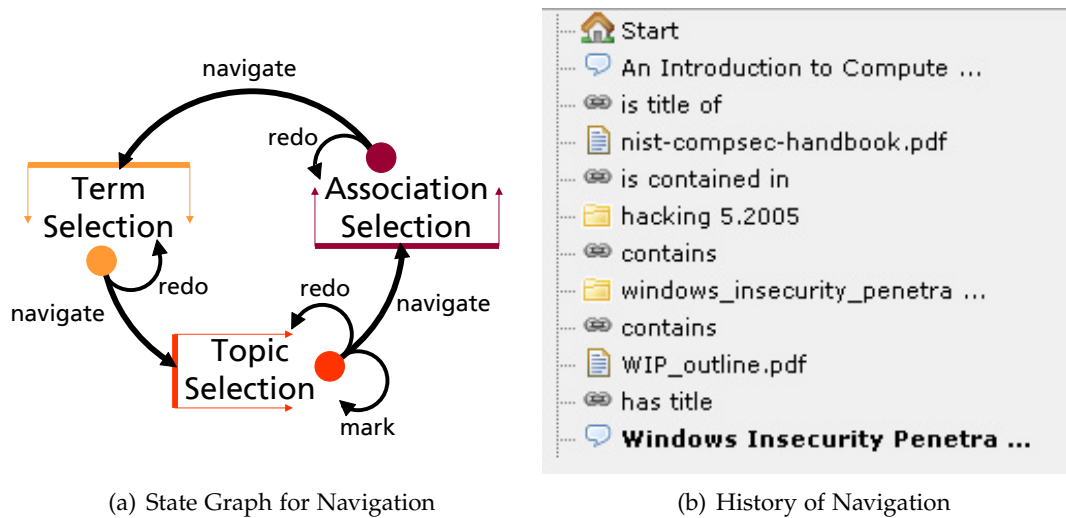 navigate
redo
Term
Selection
Association
Selection
redo
navigate
redo
navigate
Topic
Selection
mark
(a) State Graph for Navigation
Start
An Introduction to Compute ...
is title of
nist-compsec-handbook.pdf
is contained in
hacking 5.2005
contains
windows_insecurity_penetra ...
contains
WIP_outline.pdf
has title
Windows Insecurity Penetra ...
(b) History of Navigation